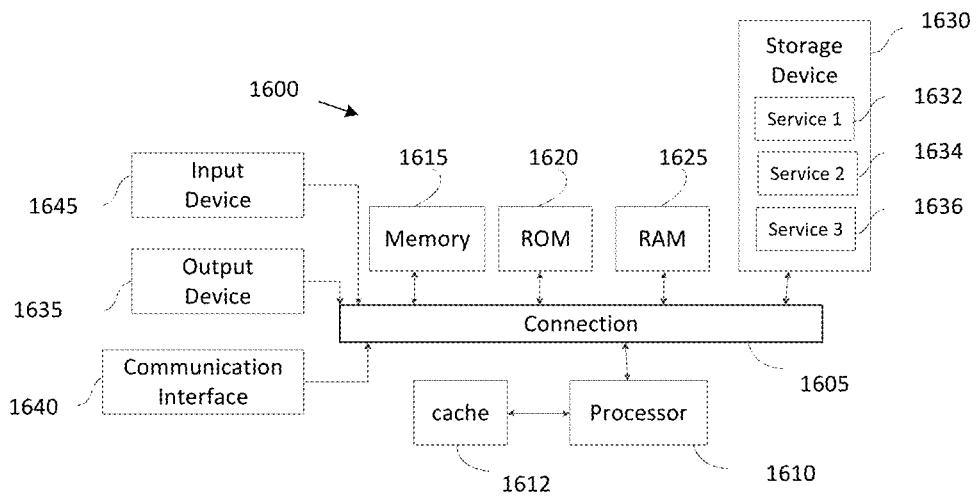 1630
Storage
Device
1632
Service 1
1634
Service 2
1636
Service 3
1600
1615
1620
1625
Input
Device
1645
Memory
ROM
RAM
Output
Device
1635
Connection
1605
Communication
Interface
1640
cache
Processor
1612
1610